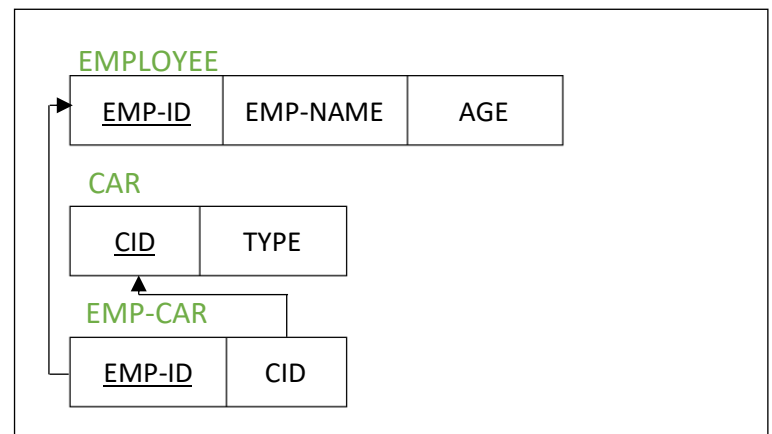 EMPLOYEE
EMP-ID EMP-NAME AGE
CAR
CID TYPE
EMP-CAR
EMP-ID CID